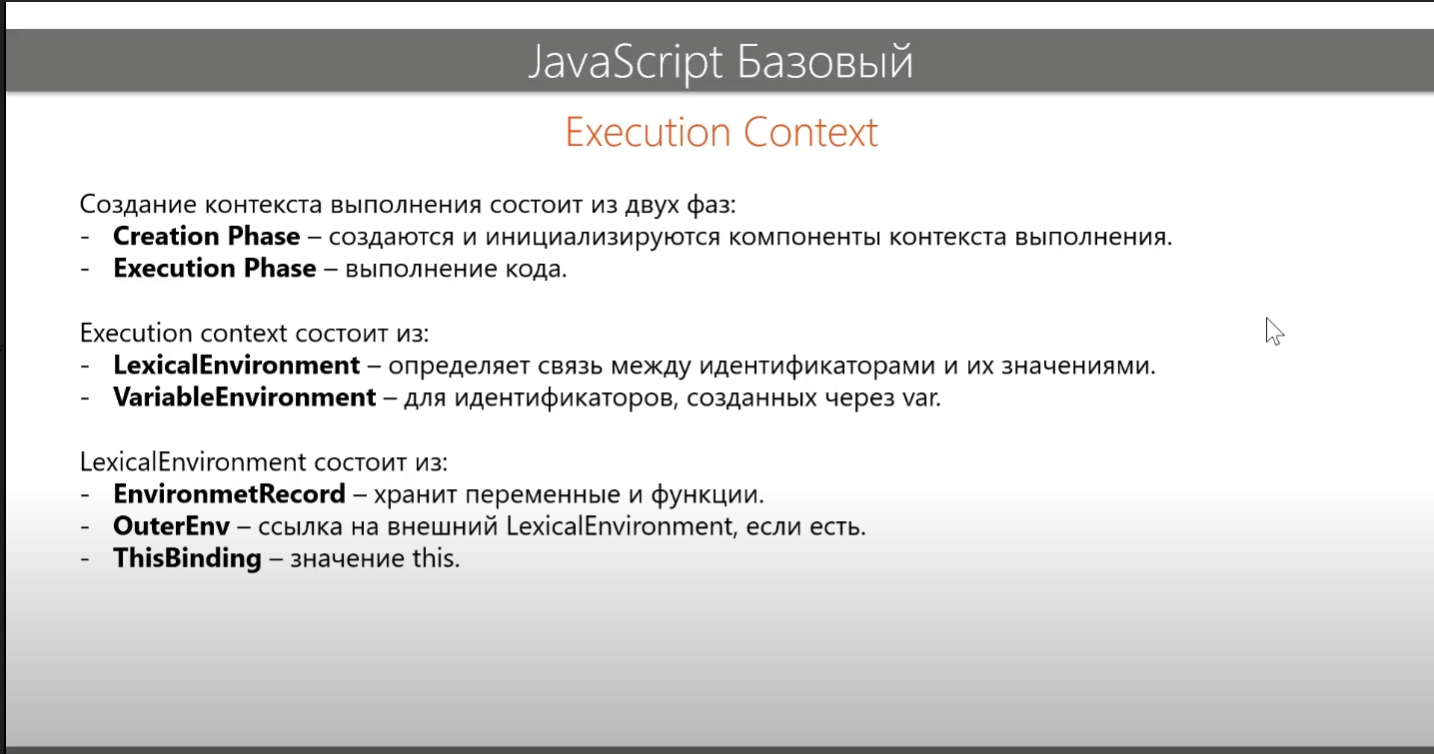 JavaScript Базовый
Execution Context
Создание контекста выполнения состоит из двух фаз:
- Creation Phase – создаются и инициализируются компоненты контекста выполнения.
- Execution Phase – выполнение кода.
Execution context состоит из:
- LexicalEnvironment – определяет связь между идентификаторами и их значениями.
- VariableEnvironment – для идентификаторов, созданных через var.
LexicalEnvironment состоит из:
- EnvironmetRecord – хранит переменные и функции.
- OuterEnv – ссылка на внешний LexicalEnvironment, если есть.
- ThisBinding – значение this.